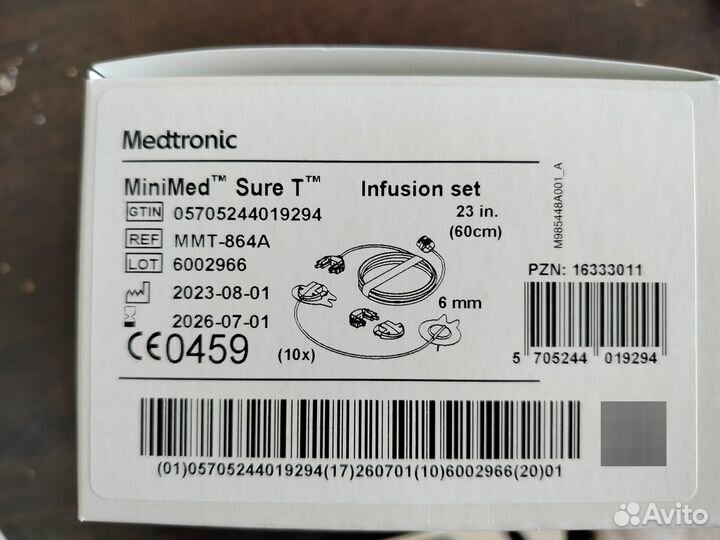 Medtronic
MiniMed™ Sure T™ Infusion set
GTIN 05705244019294
23 in.
(60cm)
REF MMT-864A
LOT 6002966
2023-08-01
6 mm
2026-07-01
CE0459
(10x)
M985448A001_A
PZN: 16333011
5 705244 019294
(01)05705244019294(17)260701(10)6002966(20)01
Avito